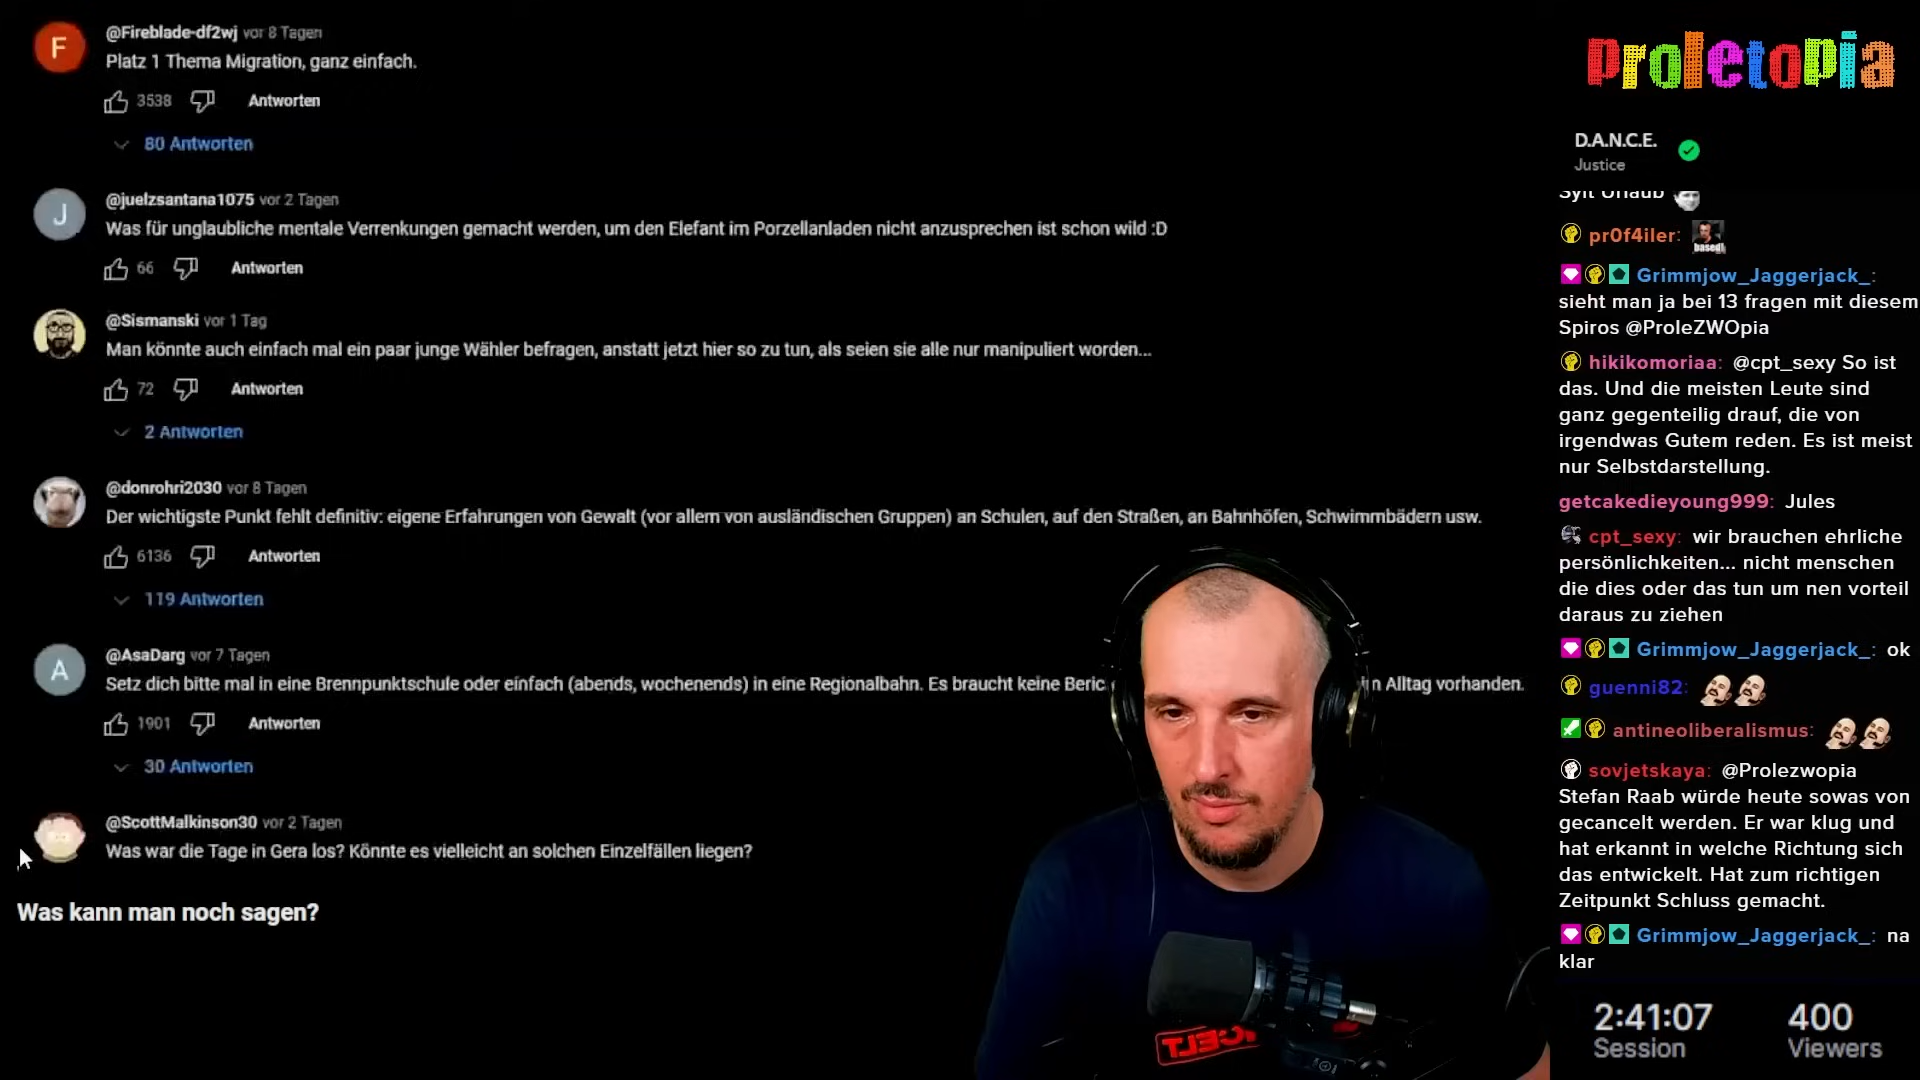 F
@Fireblade-df2wj vor 8 Tagen
Platz 1 Thema Migration, ganz einfach.
3538 Antworten
80 Antworten
J
@juelzsantana1075 vor 2 Tagen
Was für unglaubliche mentale Verrenkungen gemacht werden, um den Elefant im Porzellanladen nicht anzusprechen ist schon wild :D
66 Antworten
@Sismanski vor 1 Tag
Man könnte auch einfach mal ein paar junge Wähler befragen, anstatt jetzt hier so zu tun, als seien sie alle nur manipuliert worden...
72 Antworten
2 Antworten
@donrohri2030 vor 8 Tagen
Der wichtigste Punkt fehlt definitiv: eigene Erfahrungen von Gewalt (vor allem von ausländischen Gruppen) an Schulen, auf den Straßen, an Bahnhöfen, Schwimmbädern usw.
6136 Antworten
119 Antworten
A
@AsaDarg vor 7 Tagen
Setz dich bitte mal in eine Brennpunktschule oder einfach (abends, wochenends) in eine Regionalbahn. Es braucht keine Beric n Alltag vorhanden.
1901 Antworten
30 Antworten
@ScottMalkinson30 vor 2 Tagen
Was war die Tage in Gera los? Könnte es vielleicht an solchen Einzelfällen liegen?
Was kann man noch sagen?
Proletopia
D.A.N.C.E.
Justice
Sylt Urlaub
pr0f4iler:
based!
Grimmjow_Jaggerjack_:
sieht man ja bei 13 fragen mit diesem
Spiros @ProleZWOpia
hikikomoriaa: @cpt_sexy So ist
das. Und die meisten Leute sind
ganz gegenteilig drauf, die von
irgendwas Gutem reden. Es ist meist
nur Selbstdarstellung.
getcakedieyoung999: Jules
cpt_sexy: wir brauchen ehrliche
persönlichkeiten... nicht menschen
die dies oder das tun um nen vorteil
daraus zu ziehen
Grimmjow_Jaggerjack_: ok
guenni82:
antineoliberalismus:
sovjetskaya: @Prolezwopia
Stefan Raab würde heute sowas von
gecancelt werden. Er war klug und
hat erkannt in welche Richtung sich
das entwickelt. Hat zum richtigen
Zeitpunkt Schluss gemacht.
Grimmjow_Jaggerjack_: na
klar
2:41:07 400
Session Viewers